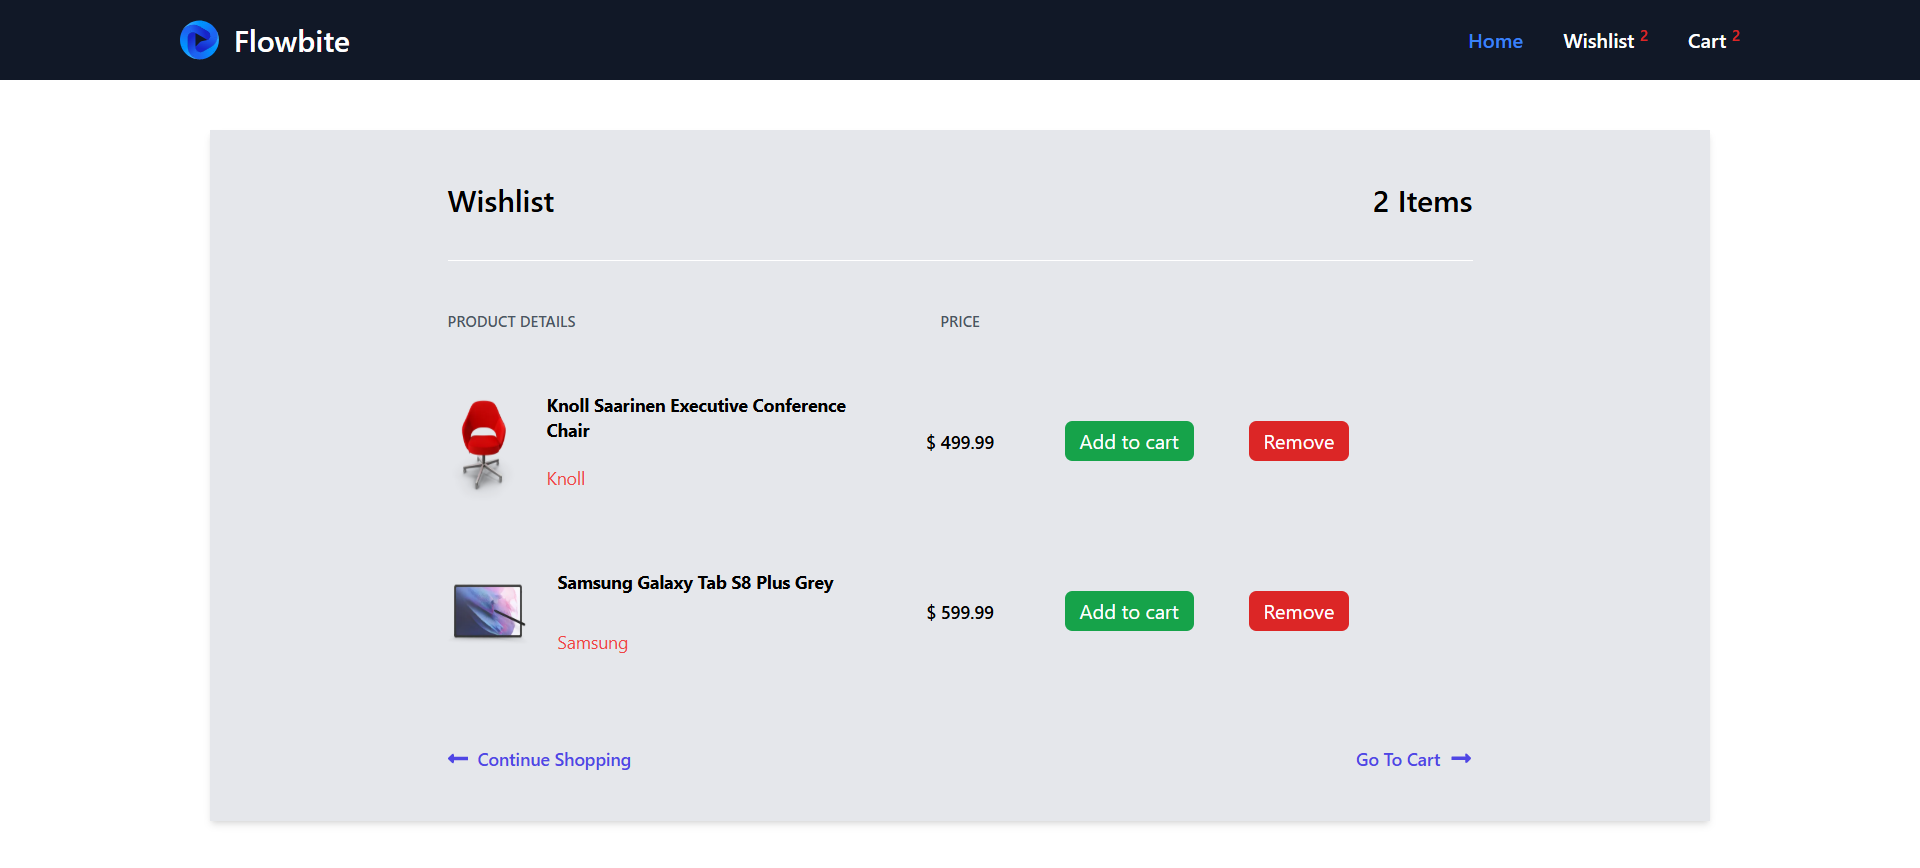 Flowbite
Home Wishlist 2 Cart 2
Wishlist 2 Items
PRODUCT DETAILS PRICE
Knoll Saarinen Executive Conference
Chair
Knoll
$ 499.99 Add to cart Remove
Samsung Galaxy Tab S8 Plus Grey
Samsung
$ 599.99 Add to cart Remove
Continue Shopping Go To Cart